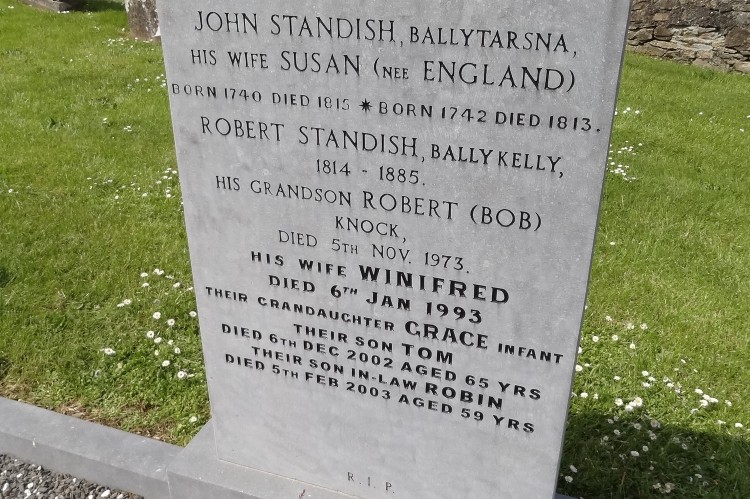 JOHN STANDISH, BALLYTARSNA,
HIS WIFE SUSAN (NEE ENGLAND)
BORN 1740 DIED 1815 ✷ BORN 1742 DIED 1813.
ROBERT STANDISH, BALLYKELLY,
1814 - 1885.
HIS GRANDSON ROBERT (BOB)
KNOCK,
DIED 5TH NOV. 1973.
HIS WIFE WINIFRED
DIED 6TH JAN 1993
THEIR GRANDAUGHTER GRACE INFANT
THEIR SON TOM
DIED 6TH DEC 2002 AGED 65 YRS
THEIR SON IN-LAW ROBIN
DIED 5TH FEB 2003 AGED 59 YRS
R.I.P.